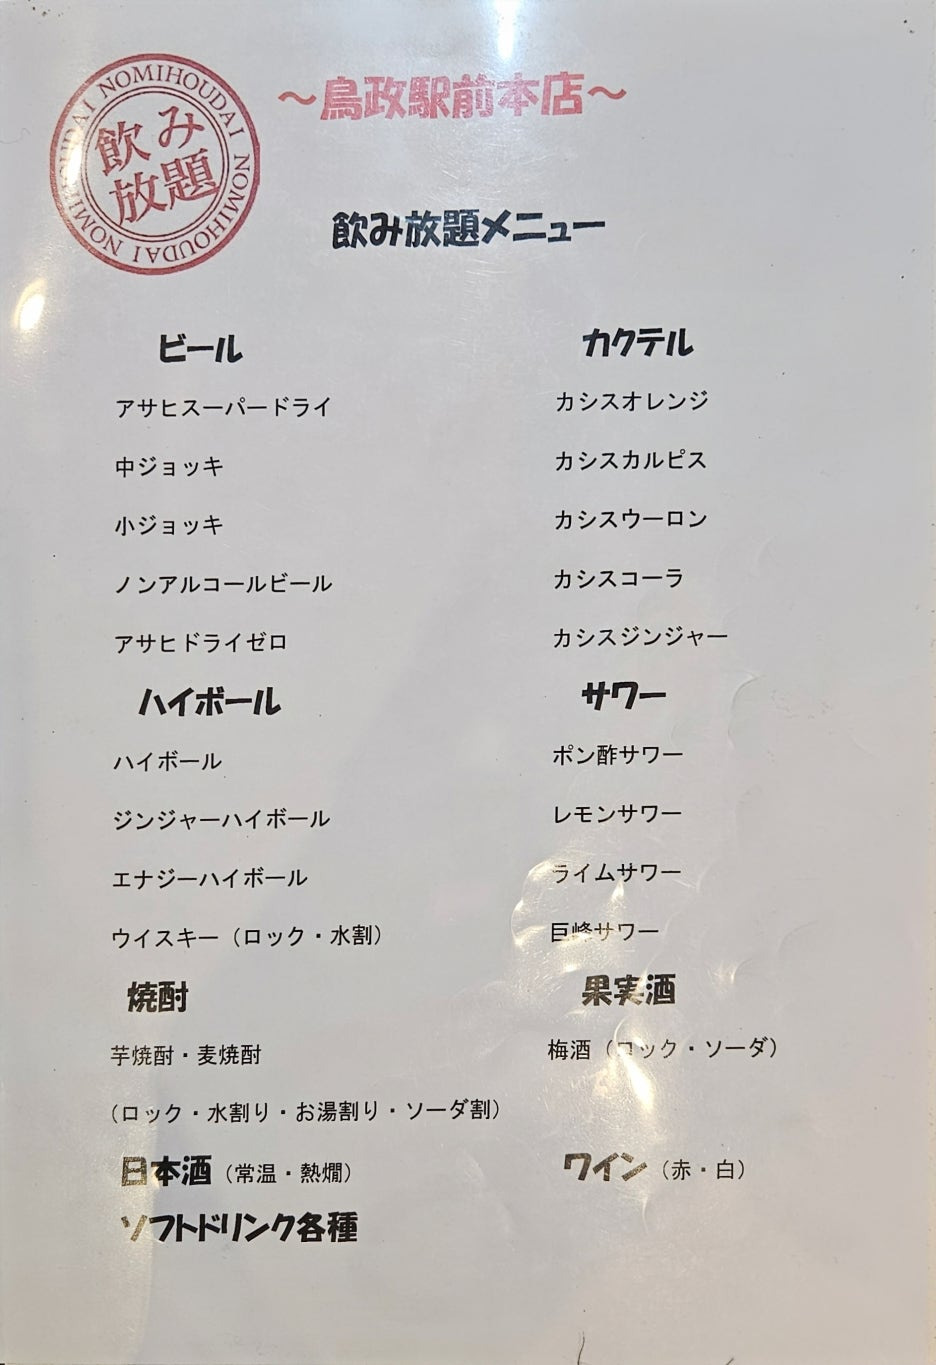 NOMIHOUDAI NOMIHOUDAI NOMIHOUDAI
飲み
放題
～鳥政駅前本店～
飲み放題メニュー
ビール
アサヒスーパードライ
中ジョッキ
小ジョッキ
ノンアルコールビール
アサヒドライゼロ
ハイボール
ハイボール
ジンジャーハイボール
エナジーハイボール
ウイスキー（ロック・水割）
焼酎
芋焼酎・麦焼酎
（ロック・水割り・お湯割り・ソーダ割）
日本酒（常温・熱燗）
ソフトドリンク各種
カクテル
カシスオレンジ
カシスカルピス
カシスウーロン
カシスコーラ
カシスジンジャー
サワー
ポン酢サワー
レモンサワー
ライムサワー
巨峰サワー
果実酒
梅酒（ロック・ソーダ）
ワイン（赤・白）